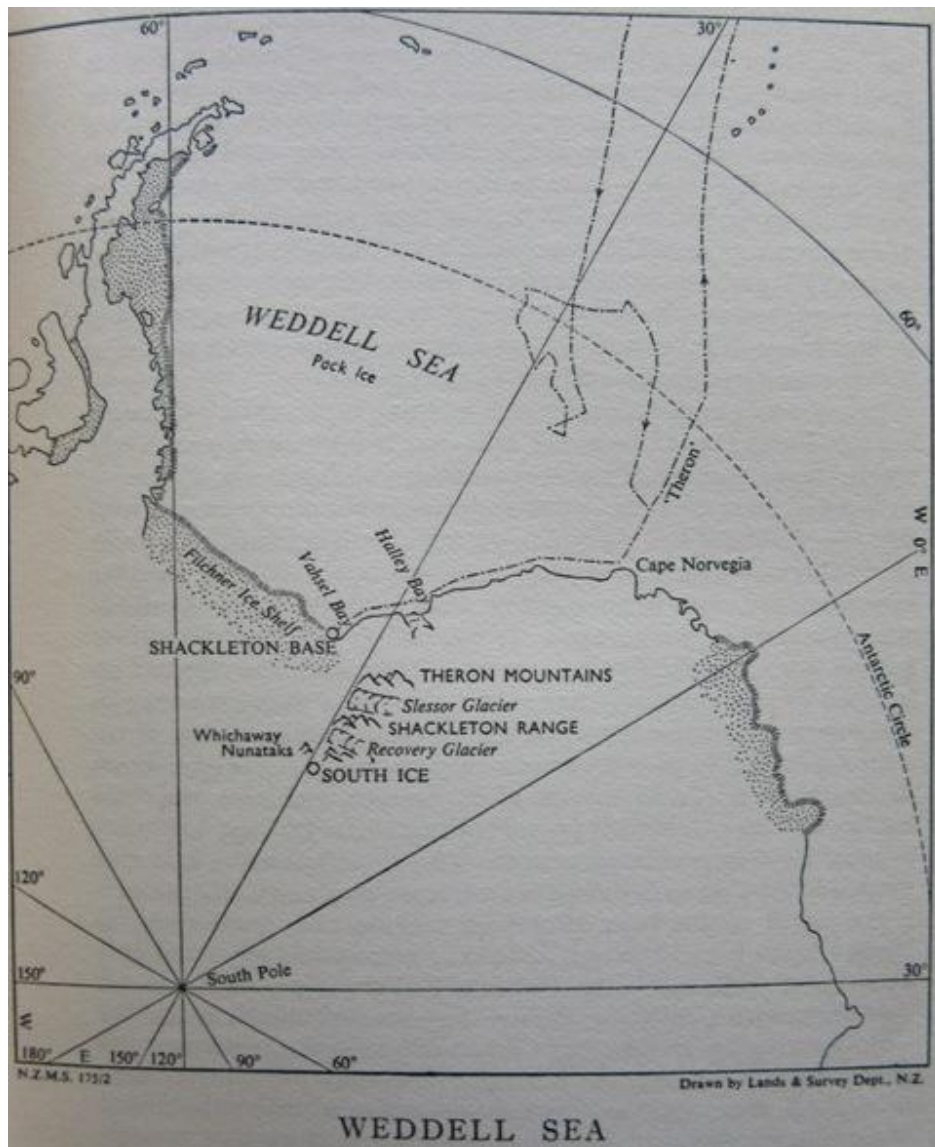 60°
30°
WEDDELL SEA
Pack Ice
60°
'Theron'
W 0° E
Halley Bay
Vahsel Bay
Cape Norvegia
Filchner Ice Shelf
SHACKLETON BASE
Antarctic Circle
90°
THERON MOUNTAINS
Slessor Glacier
SHACKLETON RANGE
Whichaway
Nunataks
Recovery Glacier
SOUTH ICE
120°
South Pole
150°
30°
W
180° E 150° 120° 90° 60°
N.Z.M.S. 175/2
Drawn by Lands & Survey Dept., N.Z.
WEDDELL SEA